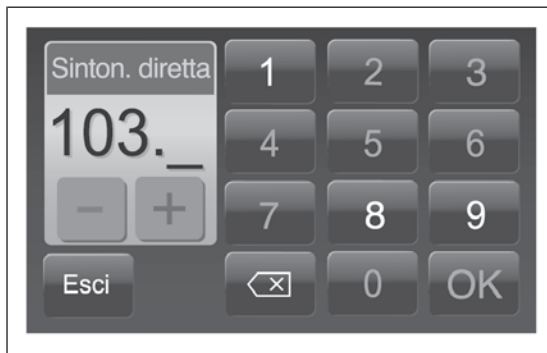 Sinton. diretta
103._
- +
Esci
1 2 3
4 5 6
7 8 9
0 OK